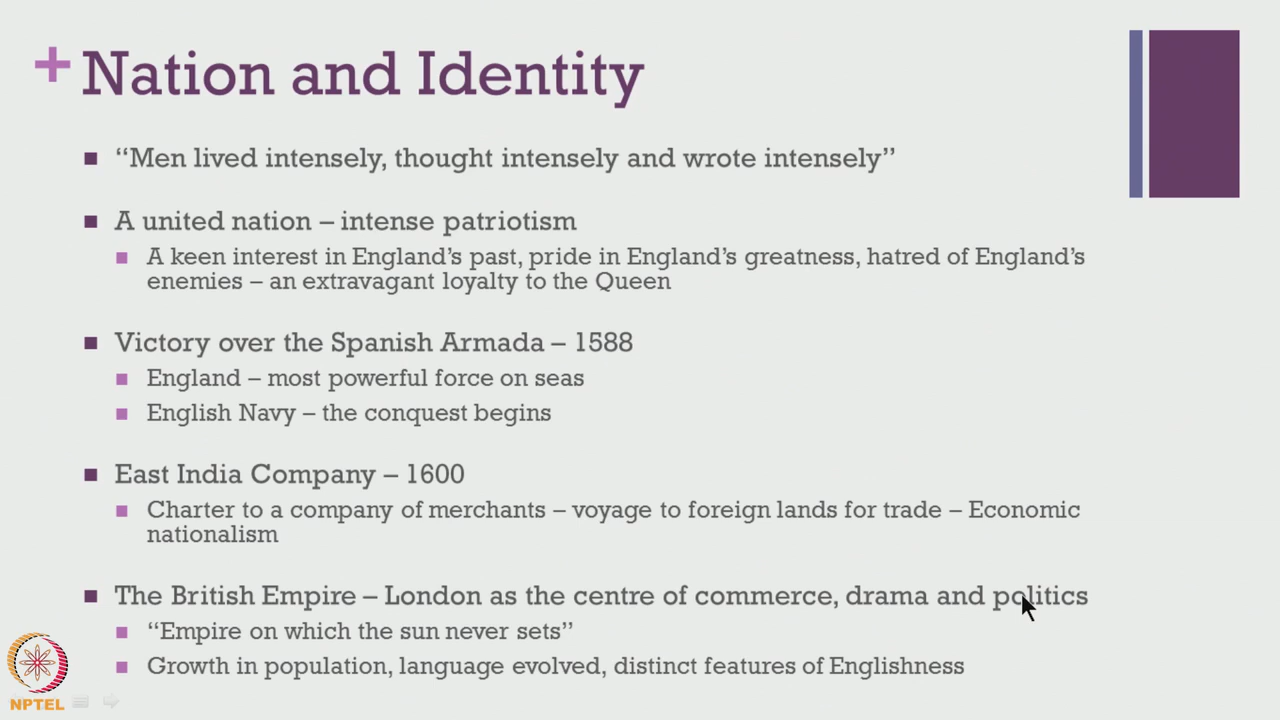 + Nation and Identity
■ “Men lived intensely, thought intensely and wrote intensely”
■ A united nation – intense patriotism
■ A keen interest in England’s past, pride in England’s greatness, hatred of England’s
enemies – an extravagant loyalty to the Queen
■ Victory over the Spanish Armada – 1588
■ England – most powerful force on seas
■ English Navy – the conquest begins
■ East India Company – 1600
■ Charter to a company of merchants – voyage to foreign lands for trade – Economic
nationalism
■ The British Empire – London as the centre of commerce, drama and politics
■ “Empire on which the sun never sets”
■ Growth in population, language evolved, distinct features of Englishness
NPTEL